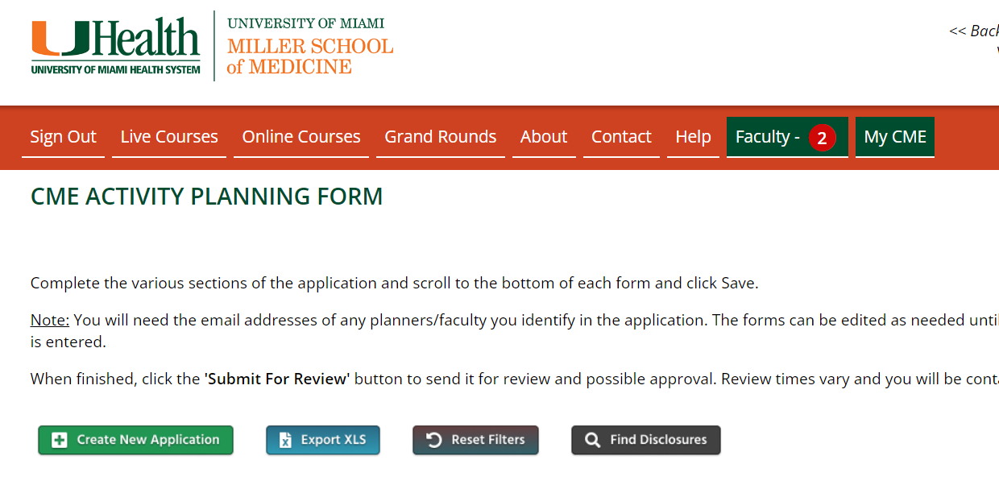 UHealth
UNIVERSITY OF MIAMI HEALTH SYSTEM
UNIVERSITY OF MIAMI
MILLER SCHOOL
of MEDICINE
<< Back
Sign Out Live Courses Online Courses Grand Rounds About Contact Help Faculty - 2 My CME
CME ACTIVITY PLANNING FORM
Complete the various sections of the application and scroll to the bottom of each form and click Save.
Note: You will need the email addresses of any planners/faculty you identify in the application. The forms can be edited as needed until
is entered.
When finished, click the 'Submit For Review' button to send it for review and possible approval. Review times vary and you will be
Create New Application Export XLS Reset Filters Find Disclosures